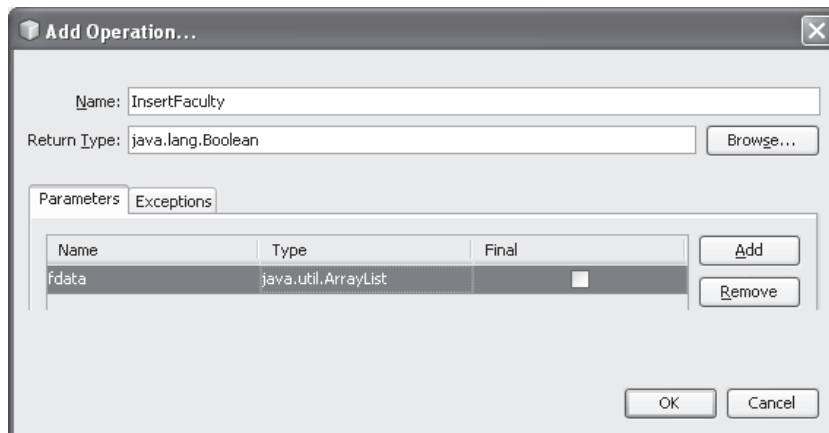 Add Operation...
Name: InsertFaculty
Return Type: java.lang.Boolean Browse...
Parameters Exceptions
Name Type Final
Add
fdata java.util.ArrayList
Remove
OK Cancel